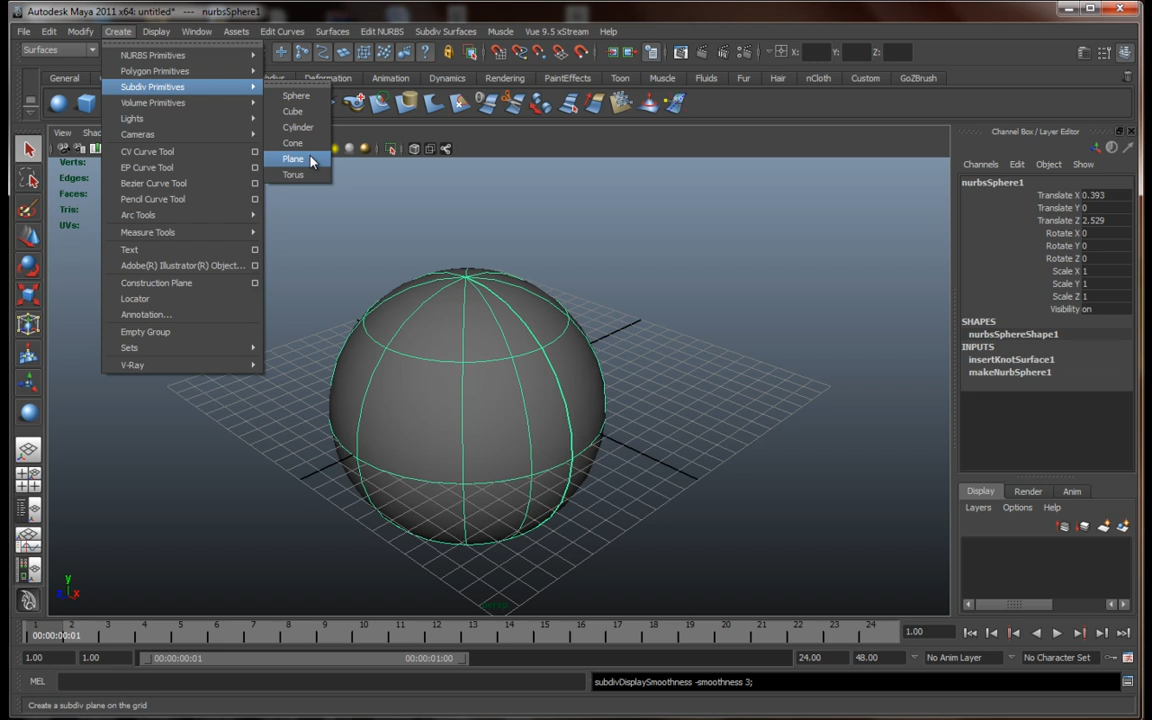 Autodesk Maya 2011 x64: untitled* --- nurbsSphere1
File Edit Modify Create Display Window Assets Edit Curves Surfaces Edit NURBS Subdiv Surfaces Muscle Vue 9.5 xStream Help
Surfaces X: Y: Z:
General Deformation Animation Dynamics Rendering PaintEffects Toon Muscle Fluids Fur Hair nCloth Custom GoZBrush
NURBS Primitives
Polygon Primitives
Subdiv Primitives
Volume Primitives
Lights
Cameras
CV Curve Tool
EP Curve Tool
Bezier Curve Tool
Pencil Curve Tool
Arc Tools
Measure Tools
Text
Adobe(R) Illustrator(R) Object...
Construction Plane
Locator
Annotation...
Empty Group
Sets
V-Ray
Sphere
Cube
Cylinder
Cone
Plane
Torus
View
Verts:
Edges:
Faces:
Tris:
UVs:
y
z x
persp
Channel Box / Layer Editor
Channels Edit Object Show
nurbsSphere1
Translate X 0.393
Translate Y 0
Translate Z 2.529
Rotate X 0
Rotate Y 0
Rotate Z 0
Scale X 1
Scale Y 1
Scale Z 1
Visibility on
SHAPES
nurbsSphereShape1
INPUTS
insertKnotSurface1
makeNurbSphere1
Display Render Anim
Layers Options Help
1 2 3 4 5 6 7 8 9 10 11 12 13 14 15 16 17 18 19 20 21 22 23 24
00:00:00:01 1.00
1.00 1.00 00:00:00:01 00:00:01:00 24.00 48.00 No Anim Layer No Character Set
MEL subdivDisplaySmoothness -smoothness 3;
Create a subdiv plane on the grid